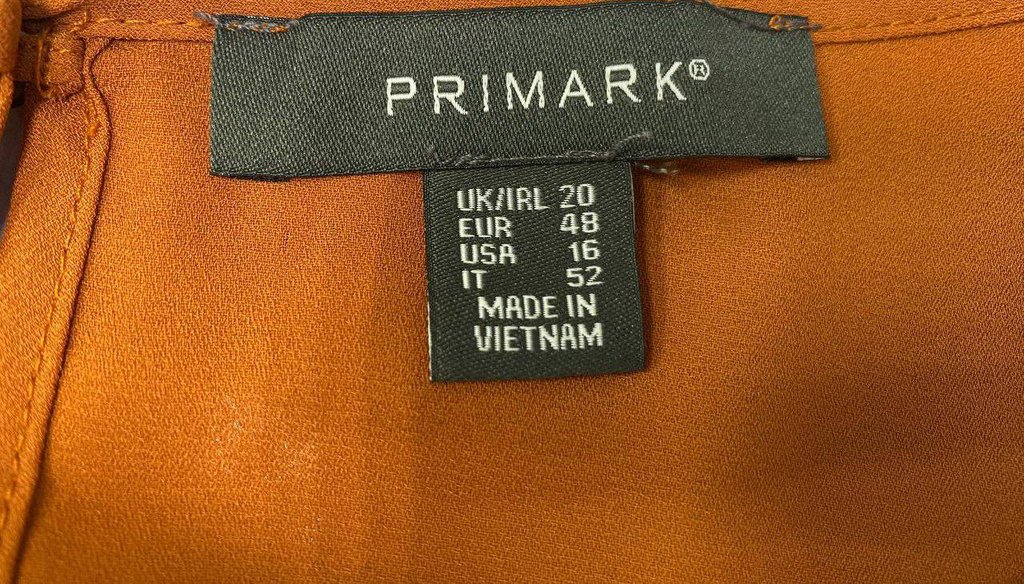 PRIMARK®
UK/IRL 20
EUR 48
USA 16
IT 52
MADE IN
VIETNAM